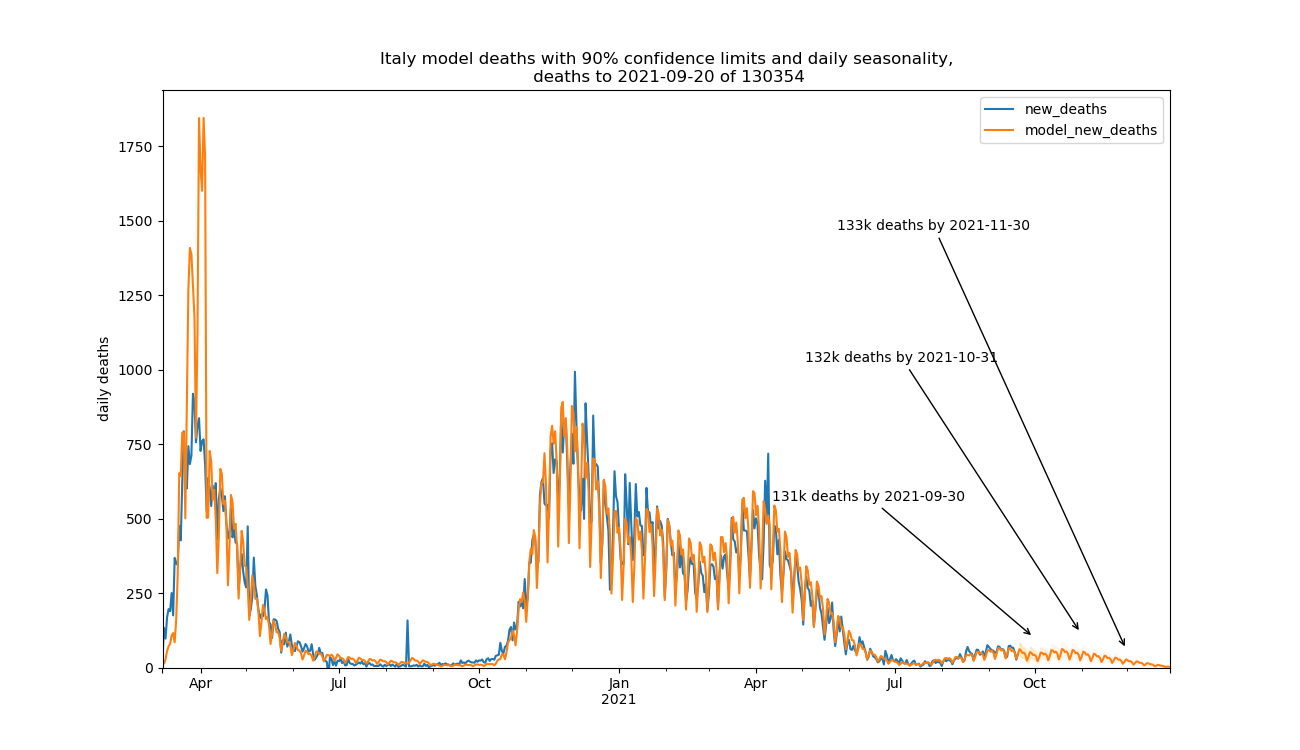 Italy model deaths with 90% confidence limits and daily seasonality,
deaths to 2021-09-20 of 130354
new_deaths
model_new_deaths
1750
1500
1250
1000
750
500
250
0
daily deaths
133k deaths by 2021-11-30
132k deaths by 2021-10-31
131k deaths by 2021-09-30
Apr Jul Oct Jan Apr Jul Oct
2021